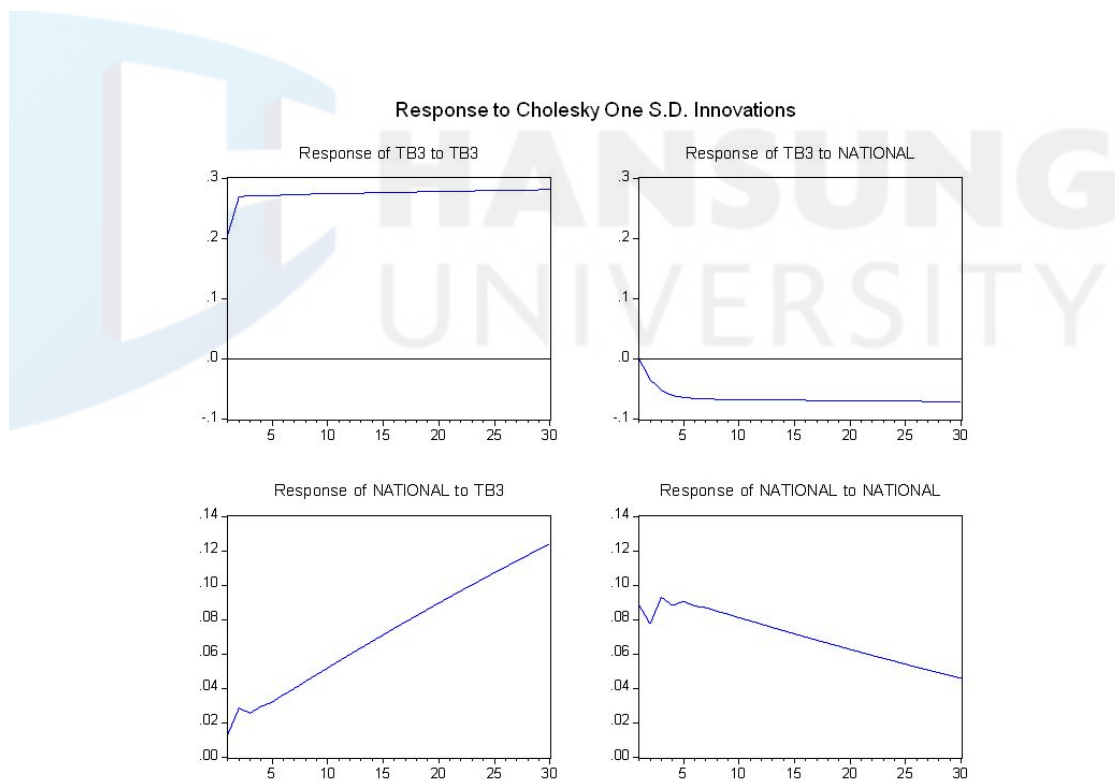 Response to Cholesky One S.D. Innovations
Response of TB3 to TB3
.3
.2
.1
.0
-.1
5 10 15 20 25 30
Response of TB3 to NATIONAL
.3
.2
.1
.0
-.1
5 10 15 20 25 30
HANSUNG
UNIVERSITY
Response of NATIONAL to TB3
.14
.12
.10
.08
.06
.04
.02
.00
5 10 15 20 25 30
Response of NATIONAL to NATIONAL
.14
.12
.10
.08
.06
.04
.02
.00
5 10 15 20 25 30